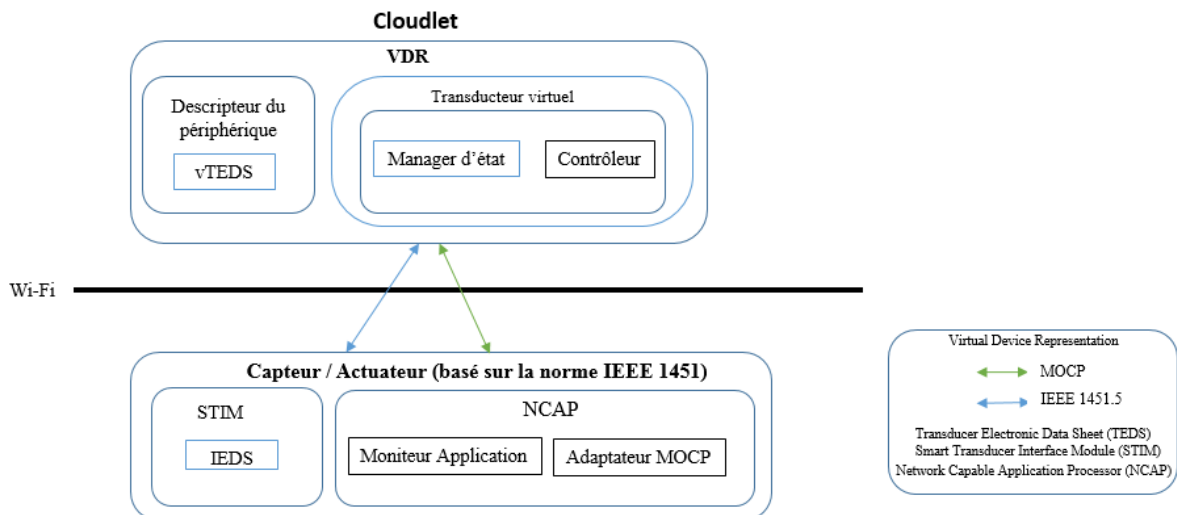 Cloudlet
VDR
Descripteur du
périphérique
vTEDS
Transducteur virtuel
Manager d’état
Contrôleur
Wi-Fi
Capteur / Actuateur (basé sur la norme IEEE 1451)
STIM
IEDS
NCAP
Moniteur Application
Adaptateur MOCP
Virtual Device Representation
MOCP
IEEE 1451.5
Transducer Electronic Data Sheet (TEDS)
Smart Transducer Interface Module (STIM)
Network Capable Application Processor (NCAP)